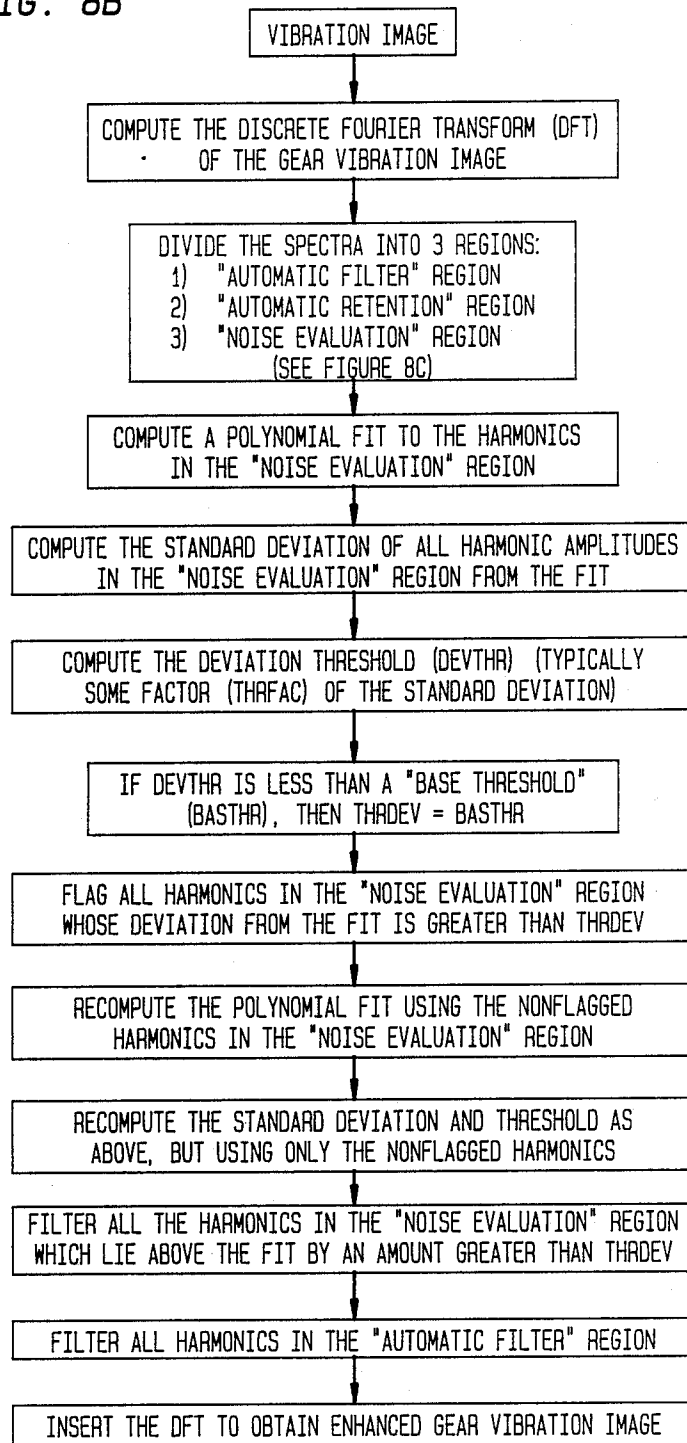 FIG. 8B
VIBRATION IMAGE
COMPUTE THE DISCRETE FOURIER TRANSFORM (DFT)
OF THE GEAR VIBRATION IMAGE
DIVIDE THE SPECTRA INTO 3 REGIONS:
1) "AUTOMATIC FILTER" REGION
2) "AUTOMATIC RETENTION" REGION
3) "NOISE EVALUATION" REGION
(SEE FIGURE 8C)
COMPUTE A POLYNOMIAL FIT TO THE HARMONICS
IN THE "NOISE EVALUATION" REGION
COMPUTE THE STANDARD DEVIATION OF ALL HARMONIC AMPLITUDES
IN THE "NOISE EVALUATION" REGION FROM THE FIT
COMPUTE THE DEVIATION THRESHOLD (DEVTHR) (TYPICALLY
SOME FACTOR (THRFAC) OF THE STANDARD DEVIATION)
IF DEVTHR IS LESS THAN A "BASE THRESHOLD"
(BASTHR), THEN THRDEV = BASTHR
FLAG ALL HARMONICS IN THE "NOISE EVALUATION" REGION
WHOSE DEVIATION FROM THE FIT IS GREATER THAN THRDEV
RECOMPUTE THE POLYNOMIAL FIT USING THE NONFLAGGED
HARMONICS IN THE "NOISE EVALUATION" REGION
RECOMPUTE THE STANDARD DEVIATION AND THRESHOLD AS
ABOVE, BUT USING ONLY THE NONFLAGGED HARMONICS
FILTER ALL THE HARMONICS IN THE "NOISE EVALUATION" REGION
WHICH LIE ABOVE THE FIT BY AN AMOUNT GREATER THAN THRDEV
FILTER ALL HARMONICS IN THE "AUTOMATIC FILTER" REGION
INSERT THE DFT TO OBTAIN ENHANCED GEAR VIBRATION IMAGE